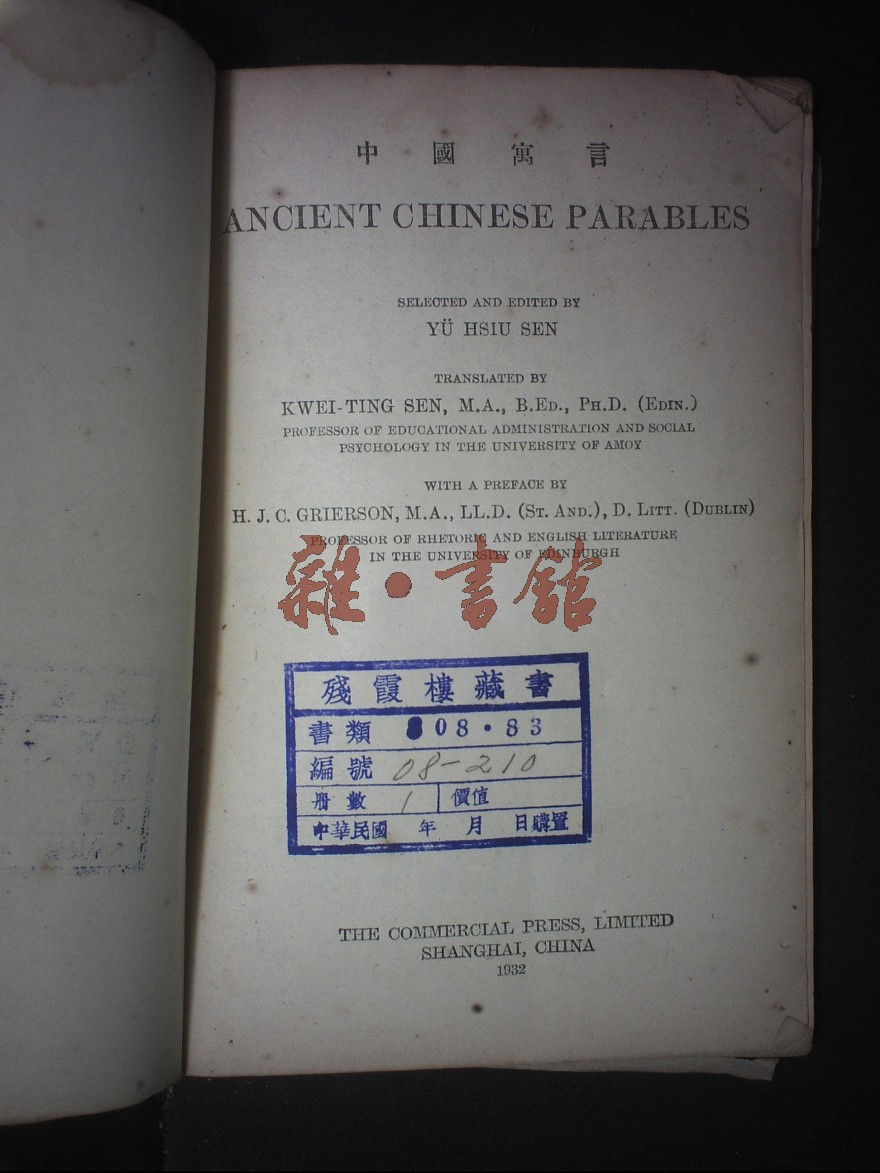 中國寓言
ANCIENT CHINESE PARABLES
SELECTED AND EDITED BY
YÜ HSIU SEN
TRANSLATED BY
KWEI-TING SEN, M.A., B.ED., PH.D. (EDIN.)
PROFESSOR OF EDUCATIONAL ADMINISTRATION AND SOCIAL
PSYCHOLOGY IN THE UNIVERSITY OF AMOY
WITH A PREFACE BY
H. J. C. GRIERSON, M.A., LL.D. (ST. AND.), D. LITT. (DUBLIN)
PROFESSOR OF RHETORIC AND ENGLISH LITERATURE
IN THE UNIVERSITY OF EDINBURGH
雜·書館
殘霞樓藏書
書類 808·83
編號 08-210
冊數 1 價值
中華民國 年 月 日購置
THE COMMERCIAL PRESS, LIMITED
SHANGHAI, CHINA
1932